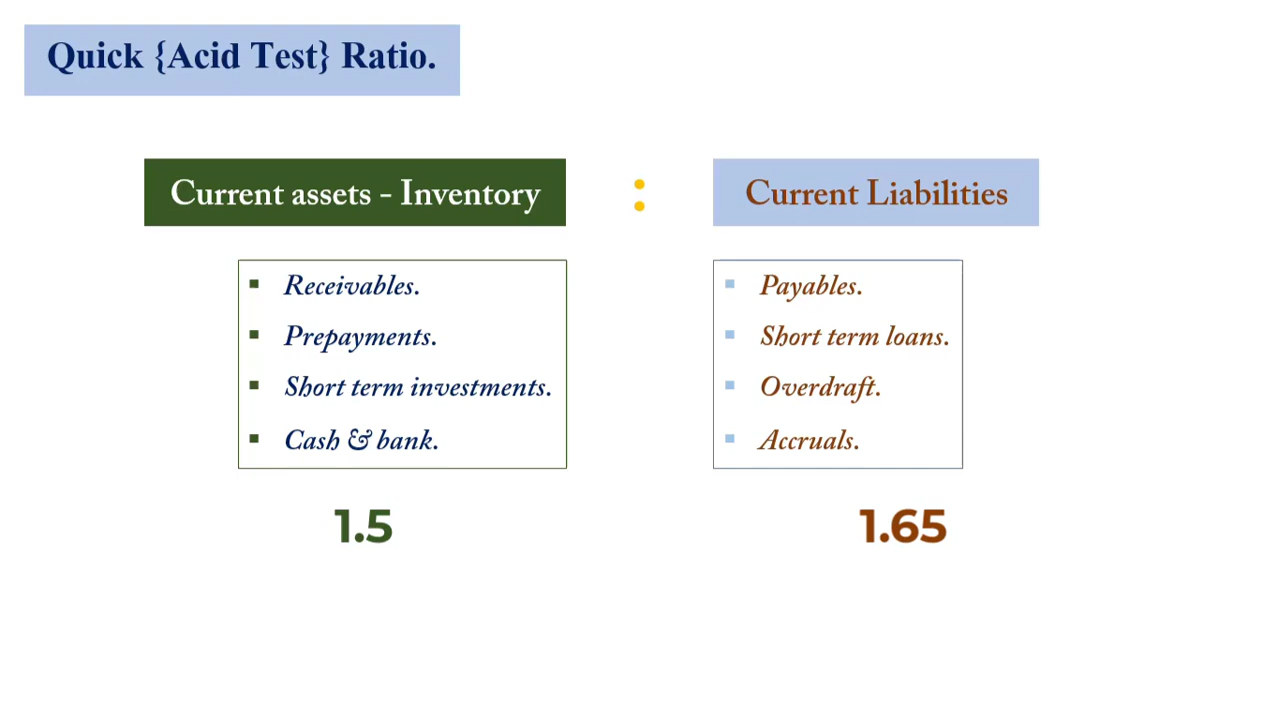 Quick {Acid Test} Ratio.
Current assets - Inventory : Current Liabilities
Receivables.
Prepayments.
Short term investments.
Cash & bank.
Payables.
Short term loans.
Overdraft.
Accruals.
1.5
1.65